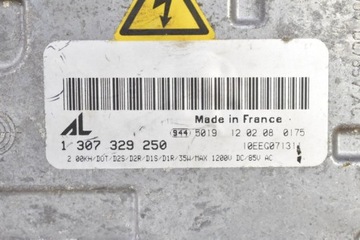 AL
Made in France
1 307 329 250
944 5019 12 02 08 0175
10EEG07131
2 00KH/DGT/D2S/D2R/D1S/D1R/35W/MAX 1200V DC/85V AC